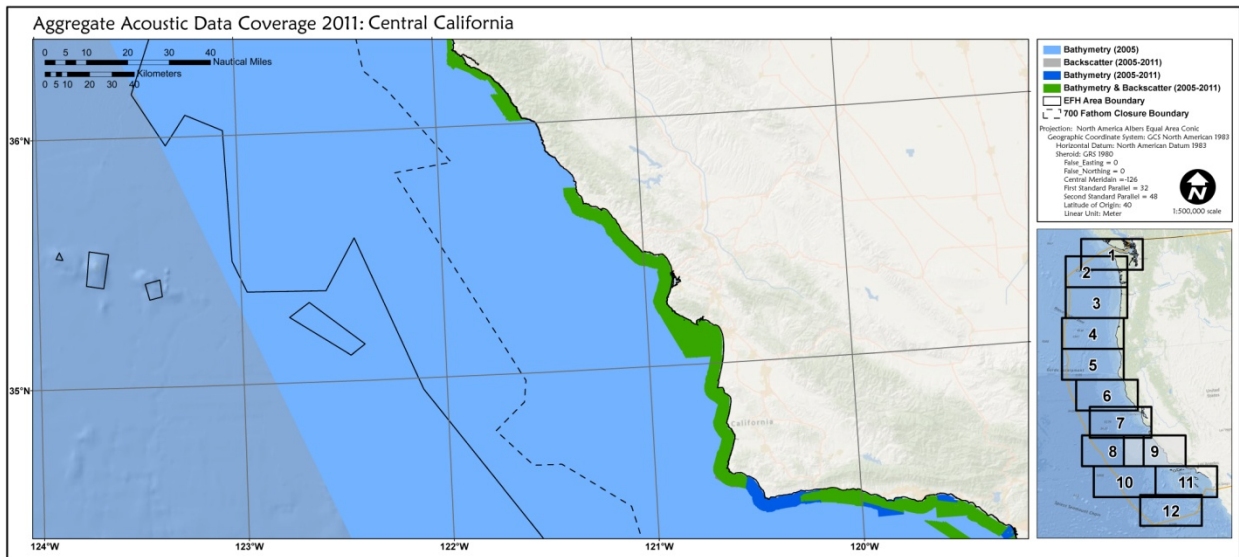 Aggregate Acoustic Data Coverage 2011: Central California
0 5 10 20 30 40
Nautical Miles
Kilometers
0 5 10 20 30 40
36°N
35°N
124°W
123°W
122°W
121°W
120°W
California
Bathymetry (2005)
Backscatter (2005-2011)
Bathymetry (2005-2011)
Bathymetry & Backscatter (2005-2011)
EFH Area Boundary
700 Fathom Closure Boundary
Projection: North America Albers Equal Area Conic
Geographic Coordinate System: GCS North American 1983
Horizontal Datum: North American Datum 1983
Sheroid: GRS 1980
False_Easting = 0
False_Northing = 0
Central Meridain =-126
First Standard Parallel = 32
Second Standard Parallel = 48
Latitude of Origin: 40
Linear Unit: Meter
N
1:500,000 scale
1
2
3
4
5
6
7
8
9
10
11
12